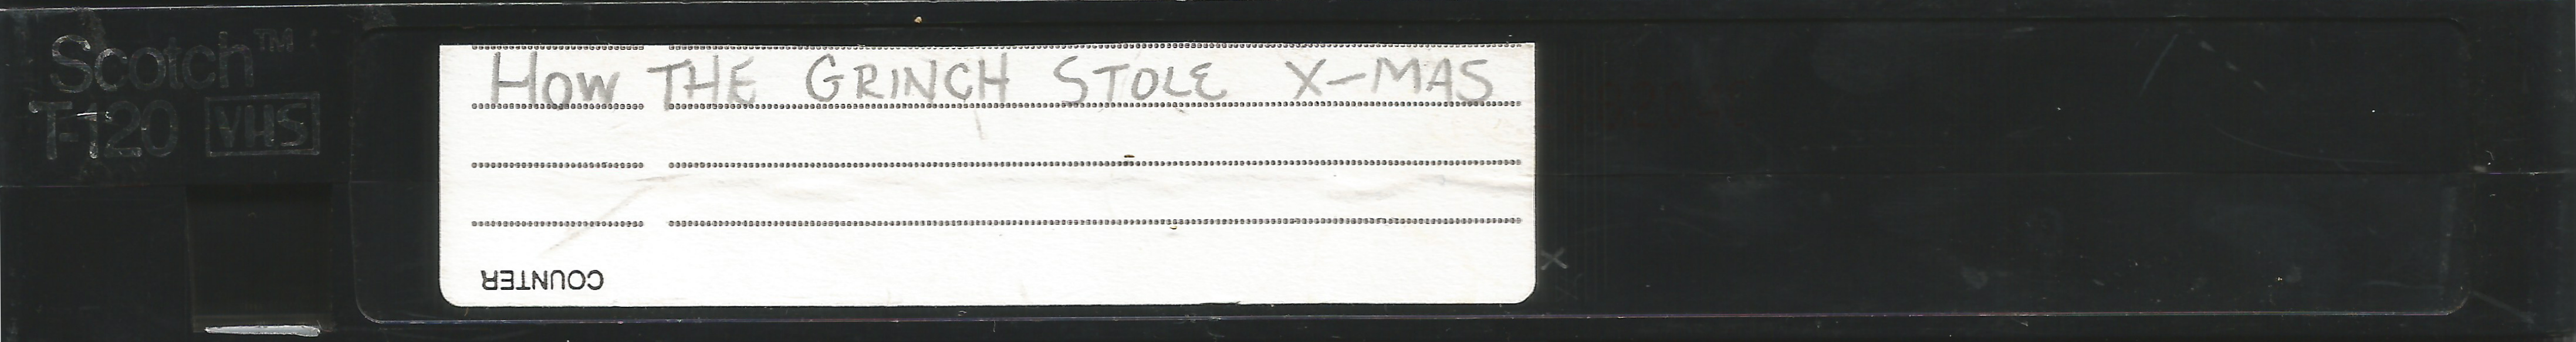 Scotch™
T-120 VHS
HOW THE GRINCH STOLE X-MAS
COUNTER